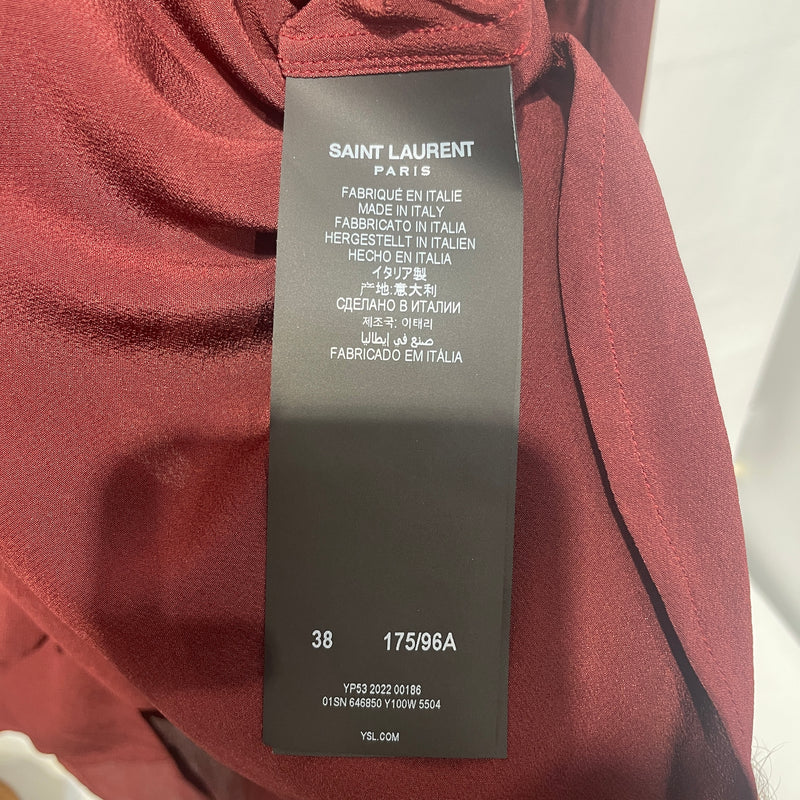 SAINT LAURENT
PARIS
FABRIQUÉ EN ITALIE
MADE IN ITALY
FABBRICATO IN ITALIA
HERGESTELLT IN ITALIEN
HECHO EN ITALIA
イタリア製
产地:意大利
СДЕЛАНО В ИТАЛИИ
제조국: 이태리
صنع في إيطاليا
FABRICADO EM ITÁLIA
38 175/96A
YP53 2022 00186
01SN 646850 Y100W 5504
YSL.COM